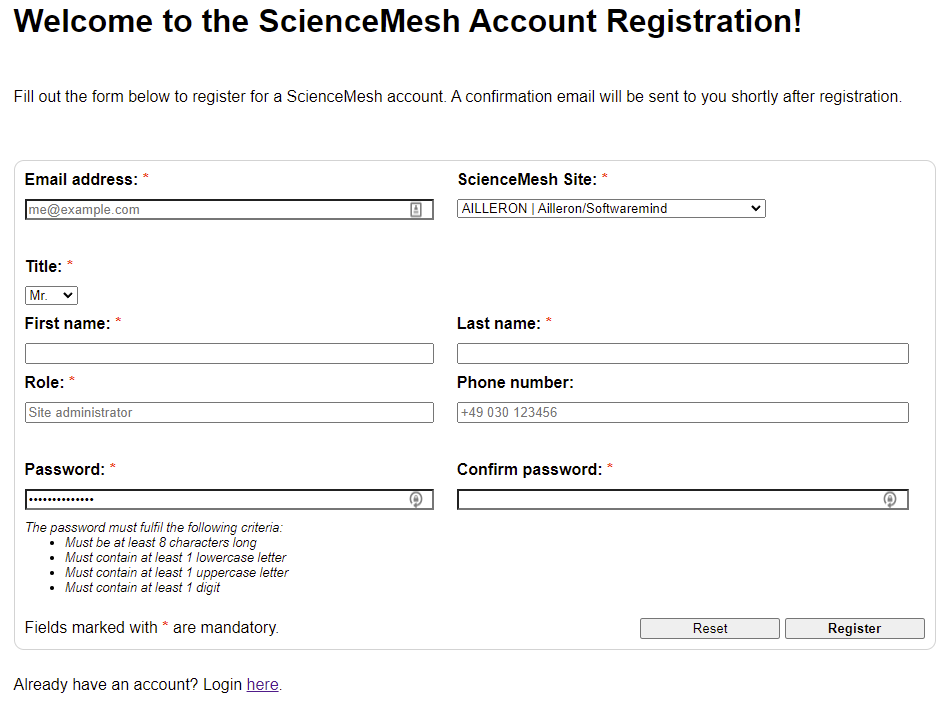 Welcome to the ScienceMesh Account Registration!
Fill out the form below to register for a ScienceMesh account. A confirmation email will be sent to you shortly after registration.
Email address: *
ScienceMesh Site: *
me@example.com
AILLERON | Ailleron/Softwaremind
Title: *
Mr.
First name: *
Last name: *
Role: *
Phone number:
Site administrator
+49 030 123456
Password: *
Confirm password: *
••••••••••••••
The password must fulfil the following criteria:
• Must be at least 8 characters long
• Must contain at least 1 lowercase letter
• Must contain at least 1 uppercase letter
• Must contain at least 1 digit
Fields marked with * are mandatory.
Reset
Register
Already have an account? Login here.